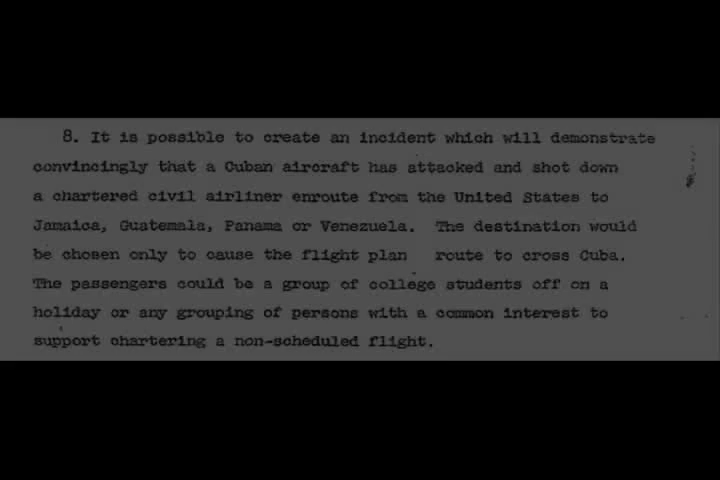 8. It is possible to create an incident which will demonstrate
convincingly that a Cuban aircraft has attacked and shot down
a chartered civil airliner enroute from the United States to
Jamaica, Guatemala, Panama or Venezuela. The destination would
be chosen only to cause the flight plan route to cross Cuba.
The passengers could be a group of college students off on a
holiday or any grouping of persons with a common interest to
support chartering a non-scheduled flight.